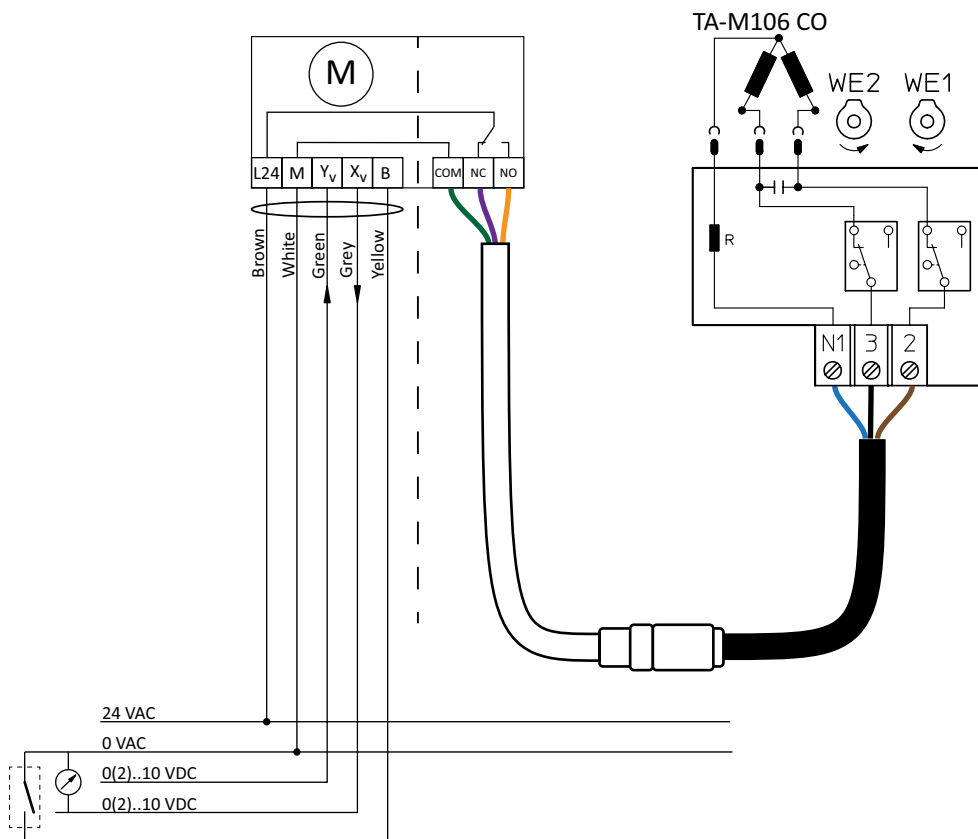 TA-M106 CO
M
WE2 WE1
L24 M Yv Xv B COM NC NO
Brown
White
Green
Grey
Yellow
R
N1 3 2
24 VAC
0 VAC
0(2)..10 VDC
0(2)..10 VDC